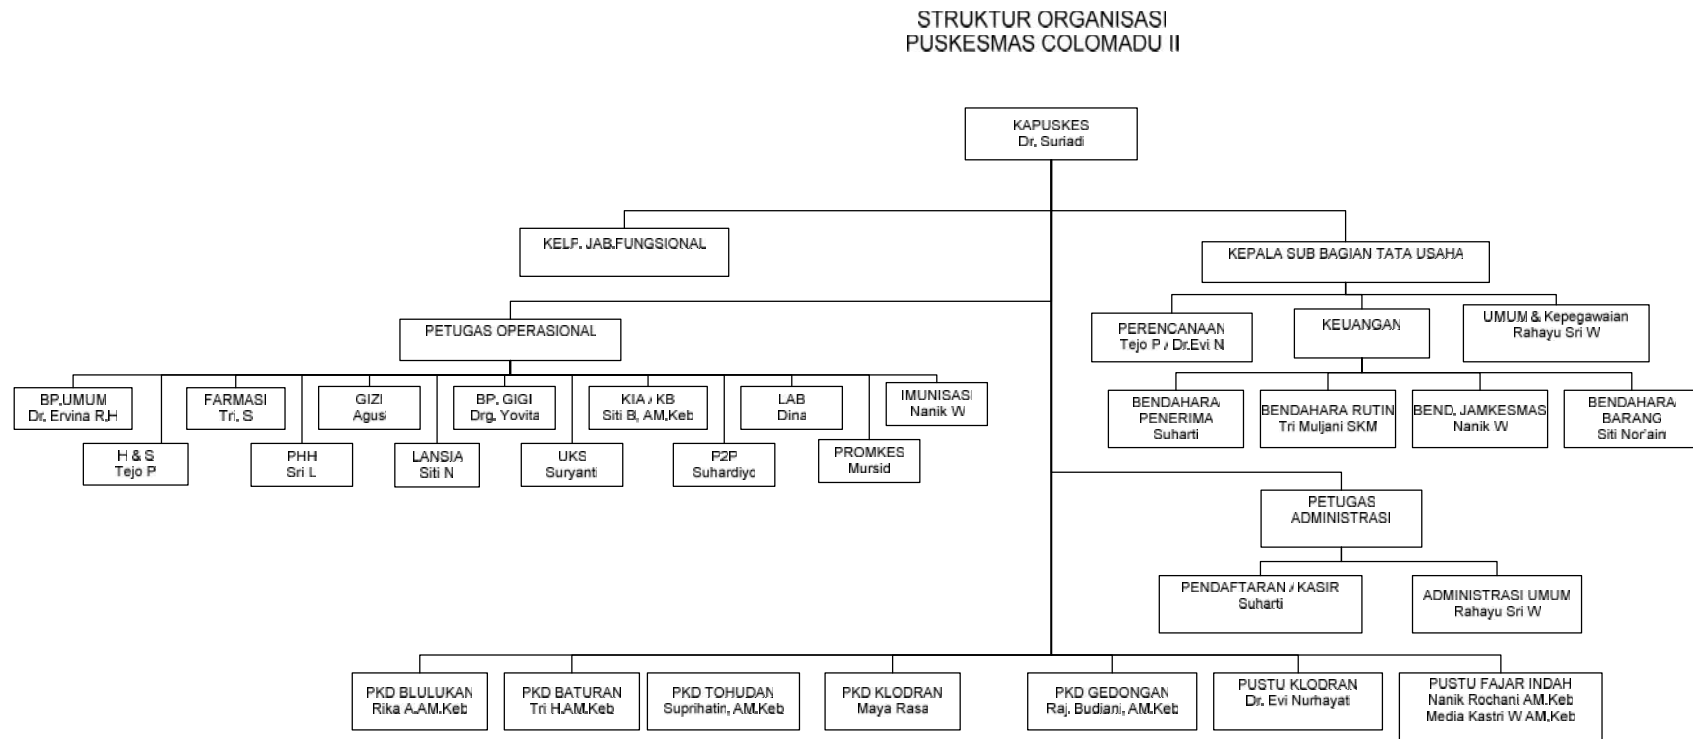 STRUKTUR ORGANISASI
PUSKESMAS COLOMADU II
KAPUSKES
Dr. Suriadi
KELP. JAB.FUNGSIONAL
KEPALA SUB BAGIAN TATA USAHA
PERENCANAAN
Tejo P / Dr.Evi N
KEUANGAN
UMUM & Kepegawaian
Rahayu Sri W
PETUGAS OPERASIONAL
BP.UMUM
Dr. Ervina R.H
FARMASI
Tri. S
GIZI
Agus
BP. GIGI
Drg. Yovita
KIA / KB
Siti B, AM.Keb
LAB
Dina
IMUNISASI
Nanik W
H & S
Tejo P
PHH
Sri L
LANSIA
Siti N
UKS
Suryanti
P2P
Suhardiyo
PROMKES
Mursid
BENDAHARA
PENERIMA
Suharti
BENDAHARA RUTIN
Tri Muljani SKM
BEND. JAMKESMAS
Nanik W
BENDAHARA
BARANG
Siti Nor'ain
PETUGAS
ADMINISTRASI
PENDAFTARAN / KASIR
Suharti
ADMINISTRASI UMUM
Rahayu Sri W
PKD BLULUKAN
Rika A.AM.Keb
PKD BATURAN
Tri H.AM.Keb
PKD TOHUDAN
Suprihatin, AM.Keb
PKD KLODRAN
Maya Rasa
PKD GEDONGAN
Raj. Budiani, AM.Keb
PUSTU KLODRAN
Dr. Evi Nurhayati
PUSTU FAJAR INDAH
Nanik Rochani AM.Keb
Media Kastri W AM.Keb